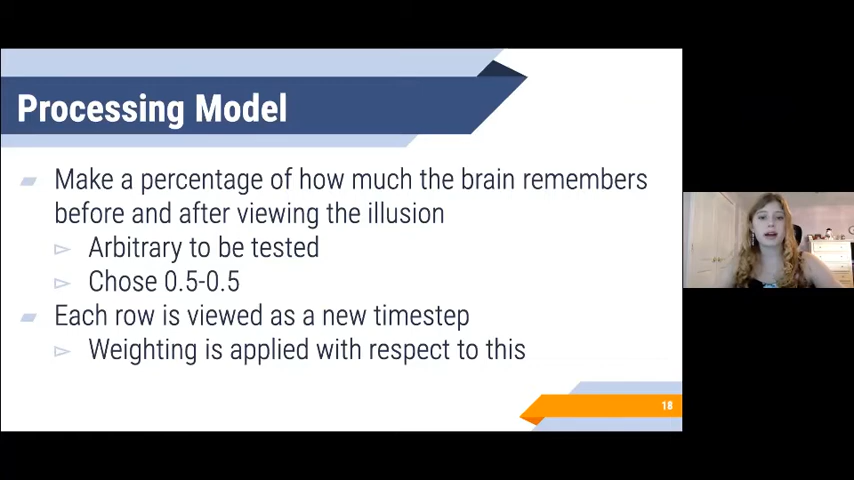 Processing Model
Make a percentage of how much the brain remembers
before and after viewing the illusion
Arbitrary to be tested
Chose 0.5-0.5
Each row is viewed as a new timestep
Weighting is applied with respect to this
18